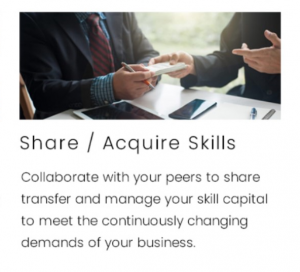 Share / Acquire Skills
Collaborate with your peers to share
transfer and manage your skill capital
to meet the continuously changing
demands of your business.